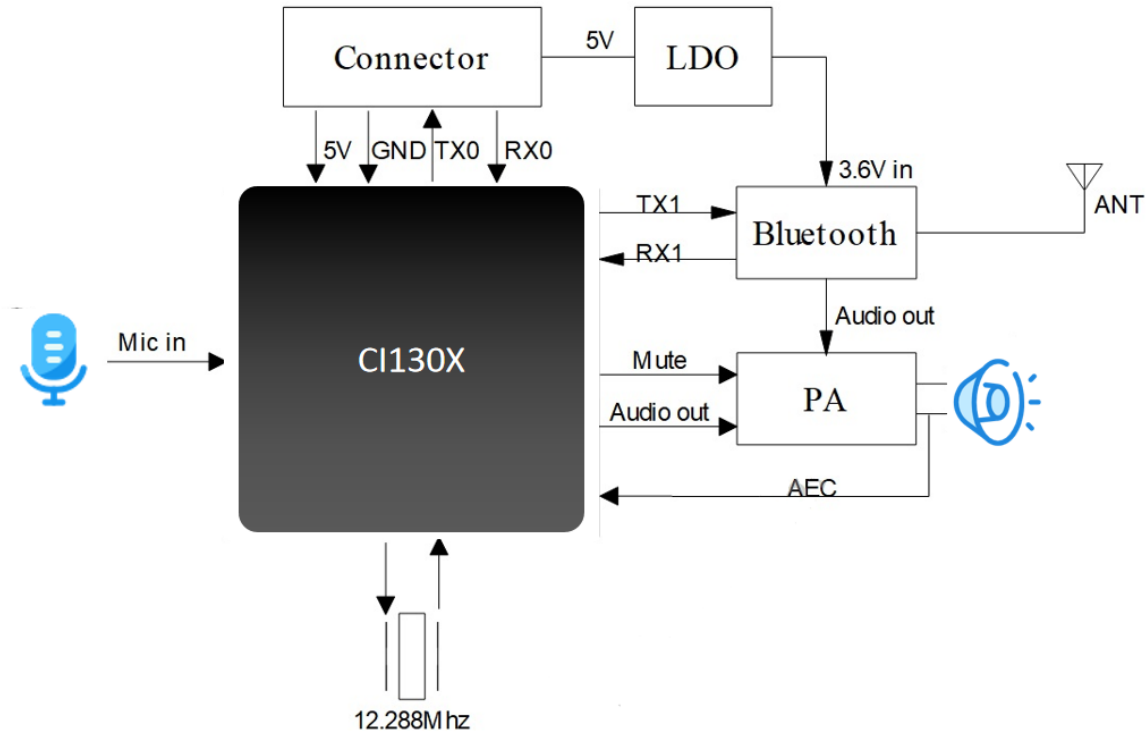 Connector
5V
LDO
5V
GND
TX0
RX0
3.6V in
TX1
ANT
Bluetooth
RX1
Audio out
Mic in
CI130X
Mute
PA
Audio out
AEC
12.288Mhz